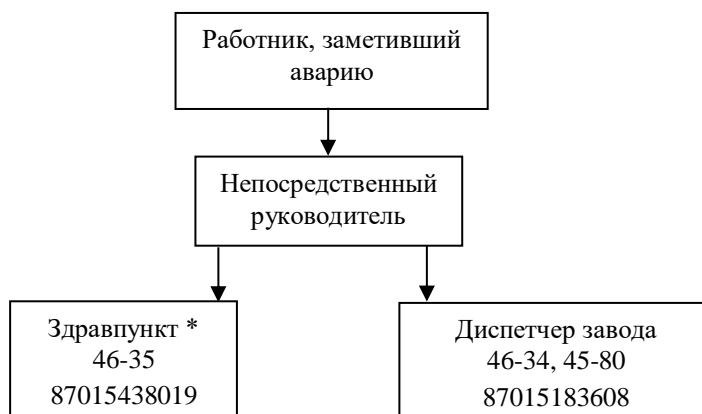 Работник, заметивший
аварию
Непосредственный
руководитель
Здравпункт *
46-35
87015438019
Диспетчер завода
46-34, 45-80
87015183608